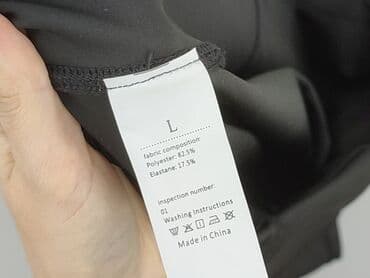 L
fabric composition:
Polyester: 82.5%
Elastane: 17.5%
Inspection number:
01
Washing Instructions
Made in China